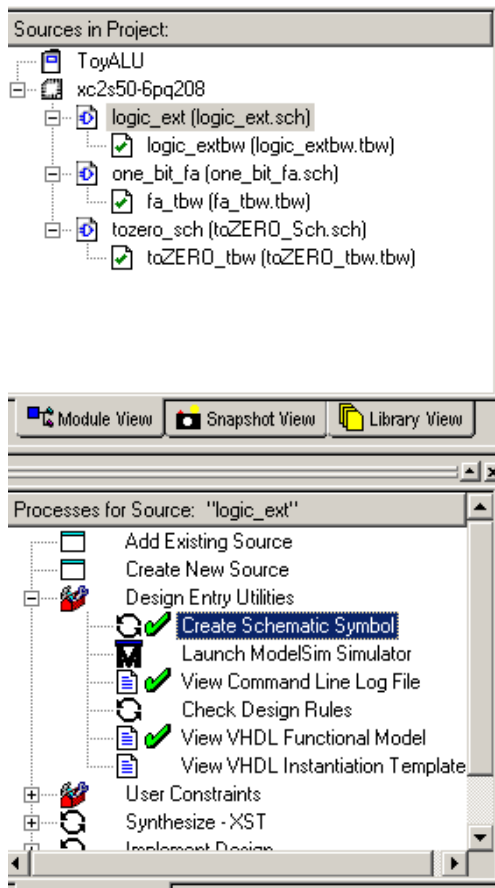 Sources in Project:
ToyALU
xc2s50-6pq208
logic_ext (logic_ext.sch)
logic_extbw (logic_extbw.tbw)
one_bit_fa (one_bit_fa.sch)
fa_tbw (fa_tbw.tbw)
tozero_sch (toZERO_Sch.sch)
toZERO_tbw (toZERO_tbw.tbw)
Module View Snapshot View Library View
Processes for Source: "logic_ext"
Add Existing Source
Create New Source
Design Entry Utilities
Create Schematic Symbol
Launch ModelSim Simulator
View Command Line Log File
Check Design Rules
View VHDL Functional Model
View VHDL Instantiation Template
User Constraints
Synthesize - XST
Implement Design